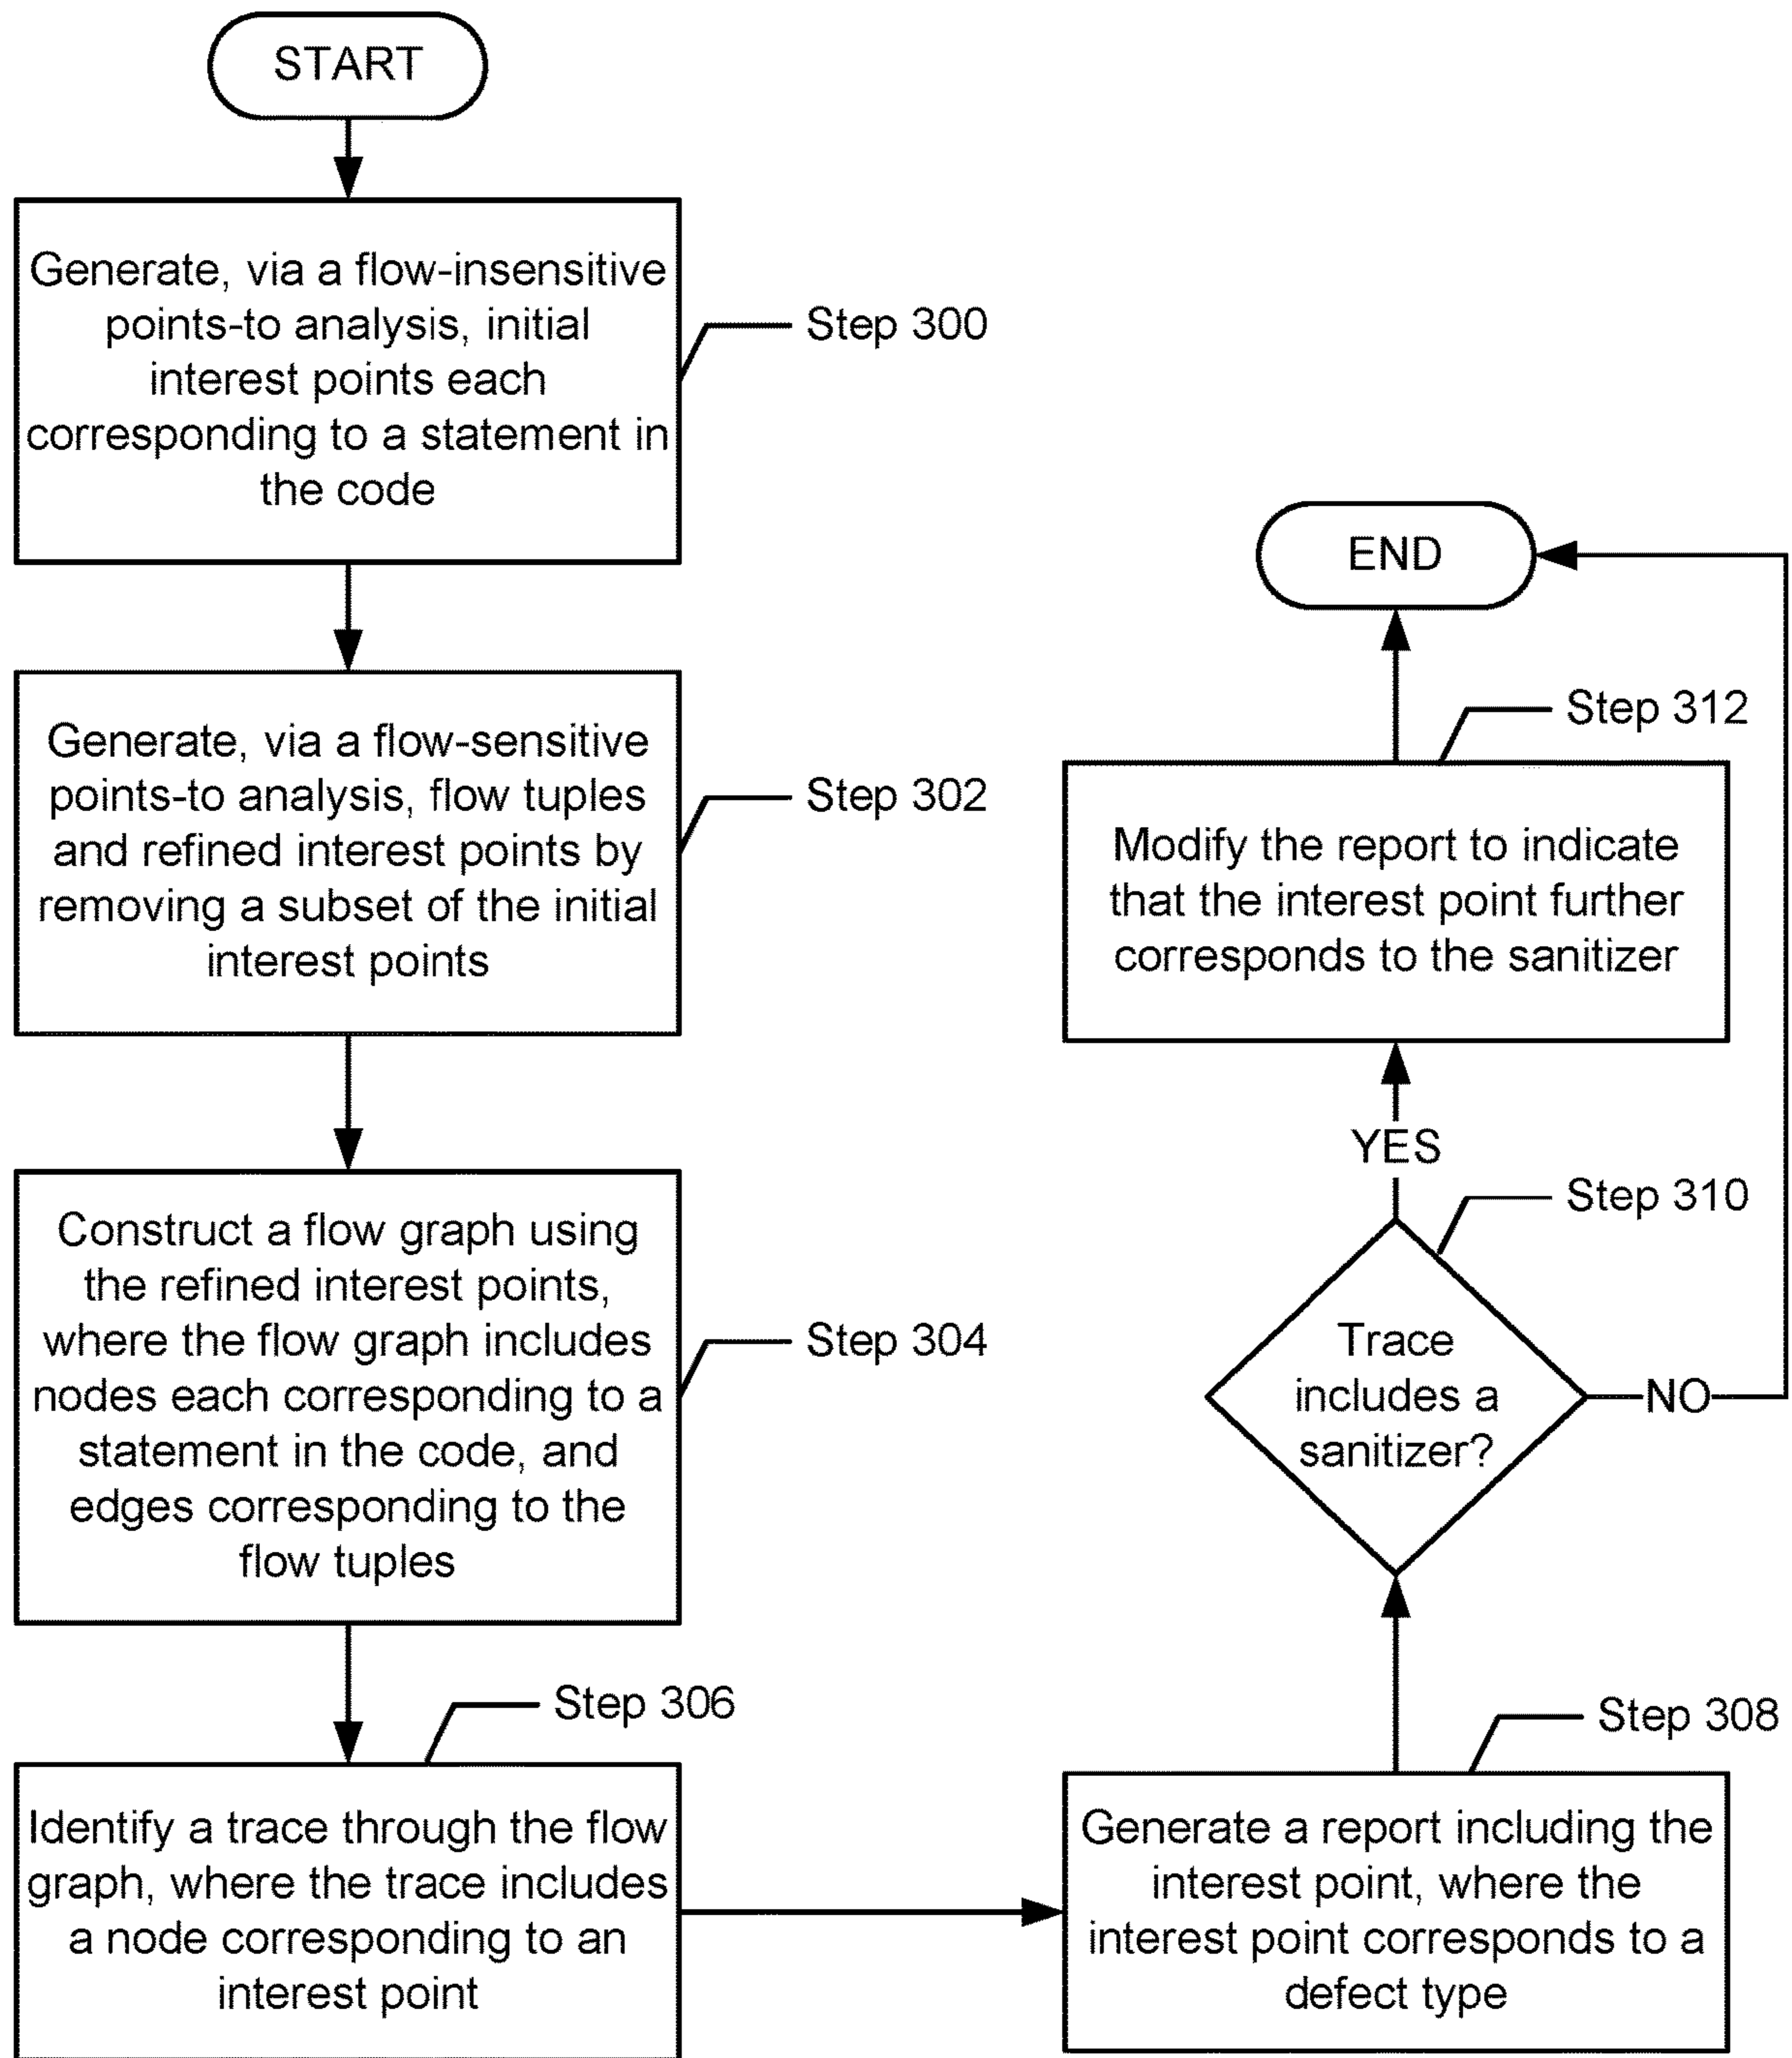 START
Generate, via a flow-insensitive
points-to analysis, initial
interest points each
corresponding to a statement in
the code
Step 300
Generate, via a flow-sensitive
points-to analysis, flow tuples
and refined interest points by
removing a subset of the initial
interest points
Step 302
Construct a flow graph using
the refined interest points,
where the flow graph includes
nodes each corresponding to a
statement in the code, and
edges corresponding to the
flow tuples
Step 304
Step 306
Identify a trace through the flow
graph, where the trace includes
a node corresponding to an
interest point
Step 308
Generate a report including the
interest point, where the
interest point corresponds to a
defect type
Step 310
Trace
includes a
sanitizer?
NO
YES
Step 312
Modify the report to indicate
that the interest point further
corresponds to the sanitizer
END